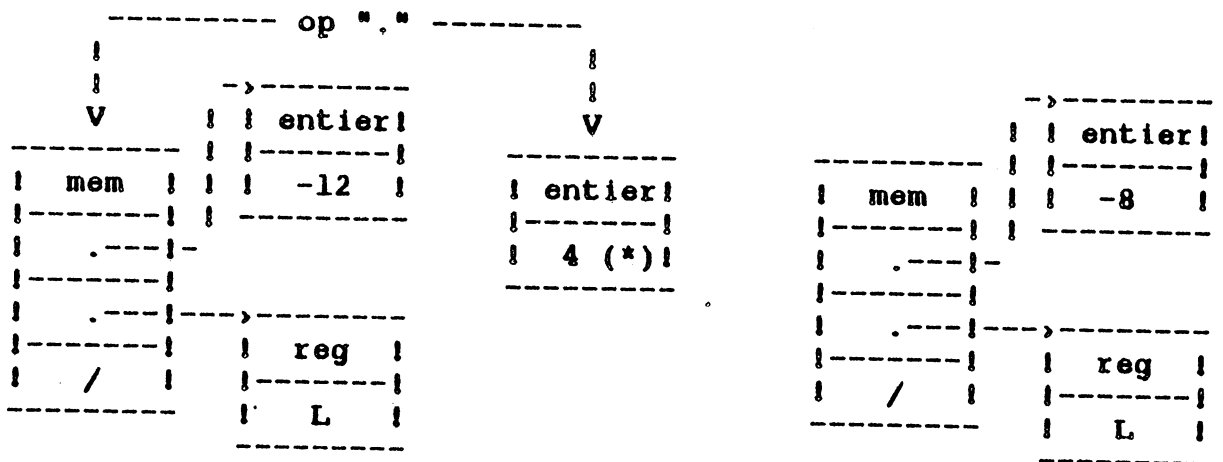 op "."
V
entier
-12
mem
.
.
/
reg
L
V
entier
4 (*)
entier
-8
mem
.
.
/
reg
L